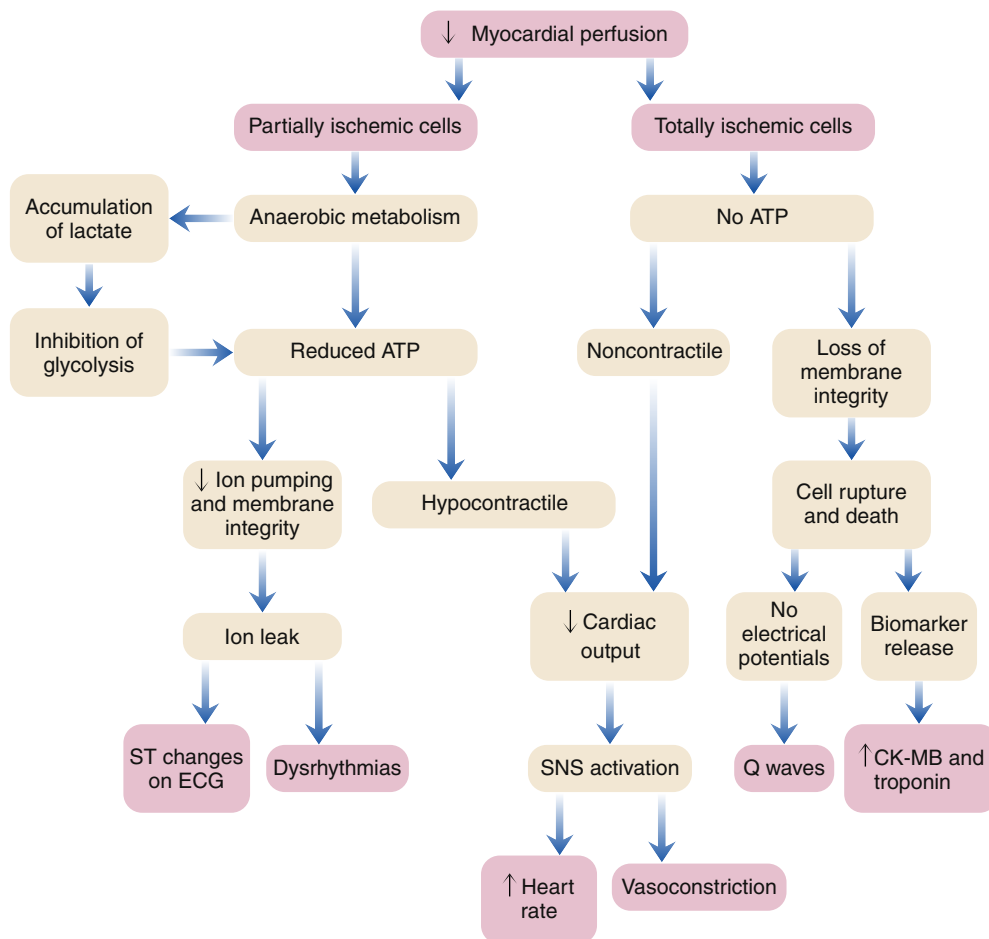 ↓ Myocardial perfusion
Partially ischemic cells
Totally ischemic cells
Accumulation
of lactate
Anaerobic metabolism
No ATP
Inhibition of
glycolysis
Reduced ATP
Noncontractile
Loss of
membrane
integrity
↓ Ion pumping
and membrane
integrity
Hypocontractile
Cell rupture
and death
Ion leak
↓ Cardiac
output
No
electrical
potentials
Biomarker
release
ST changes
on ECG
Dysrhythmias
SNS activation
Q waves
↑ CK-MB and
troponin
↑ Heart
rate
Vasoconstriction